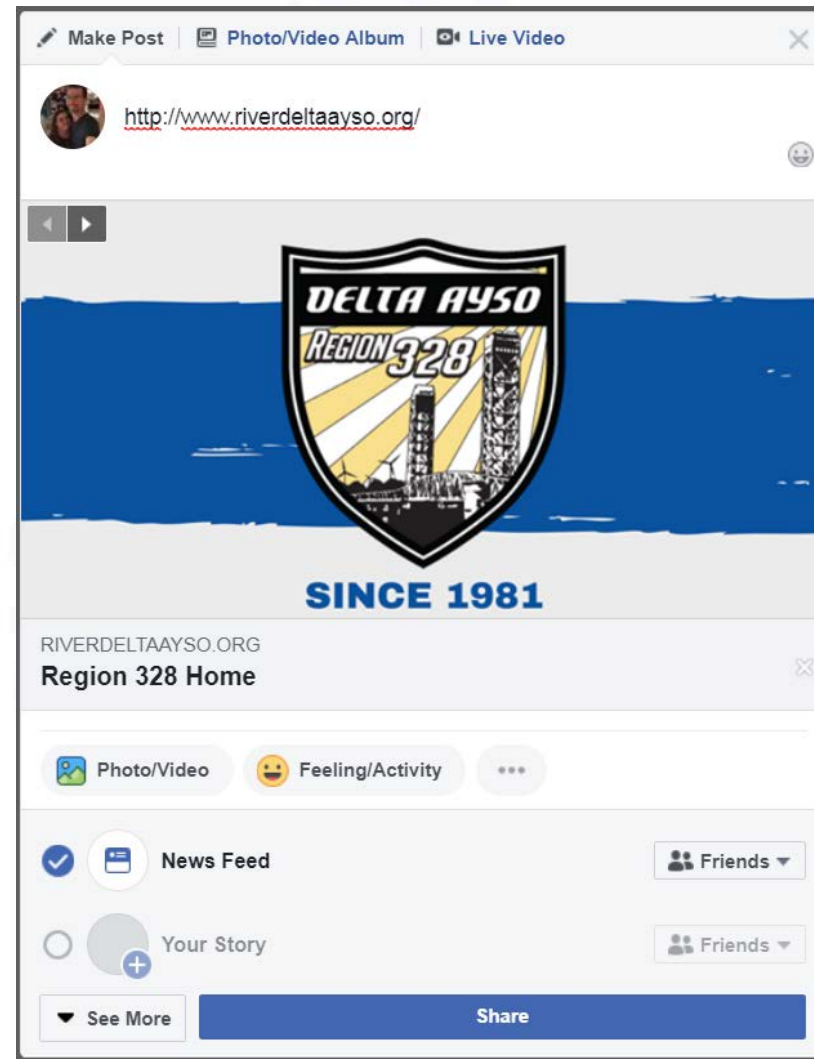 Make Post Photo/Video Album Live Video
http://www.riverdeltaayso.org/
DELTA AYSO
REGION 328
SINCE 1981
RIVERDELTAAYSO.ORG
Region 328 Home
Photo/Video Feeling/Activity
News Feed Friends
Your Story Friends
See More Share